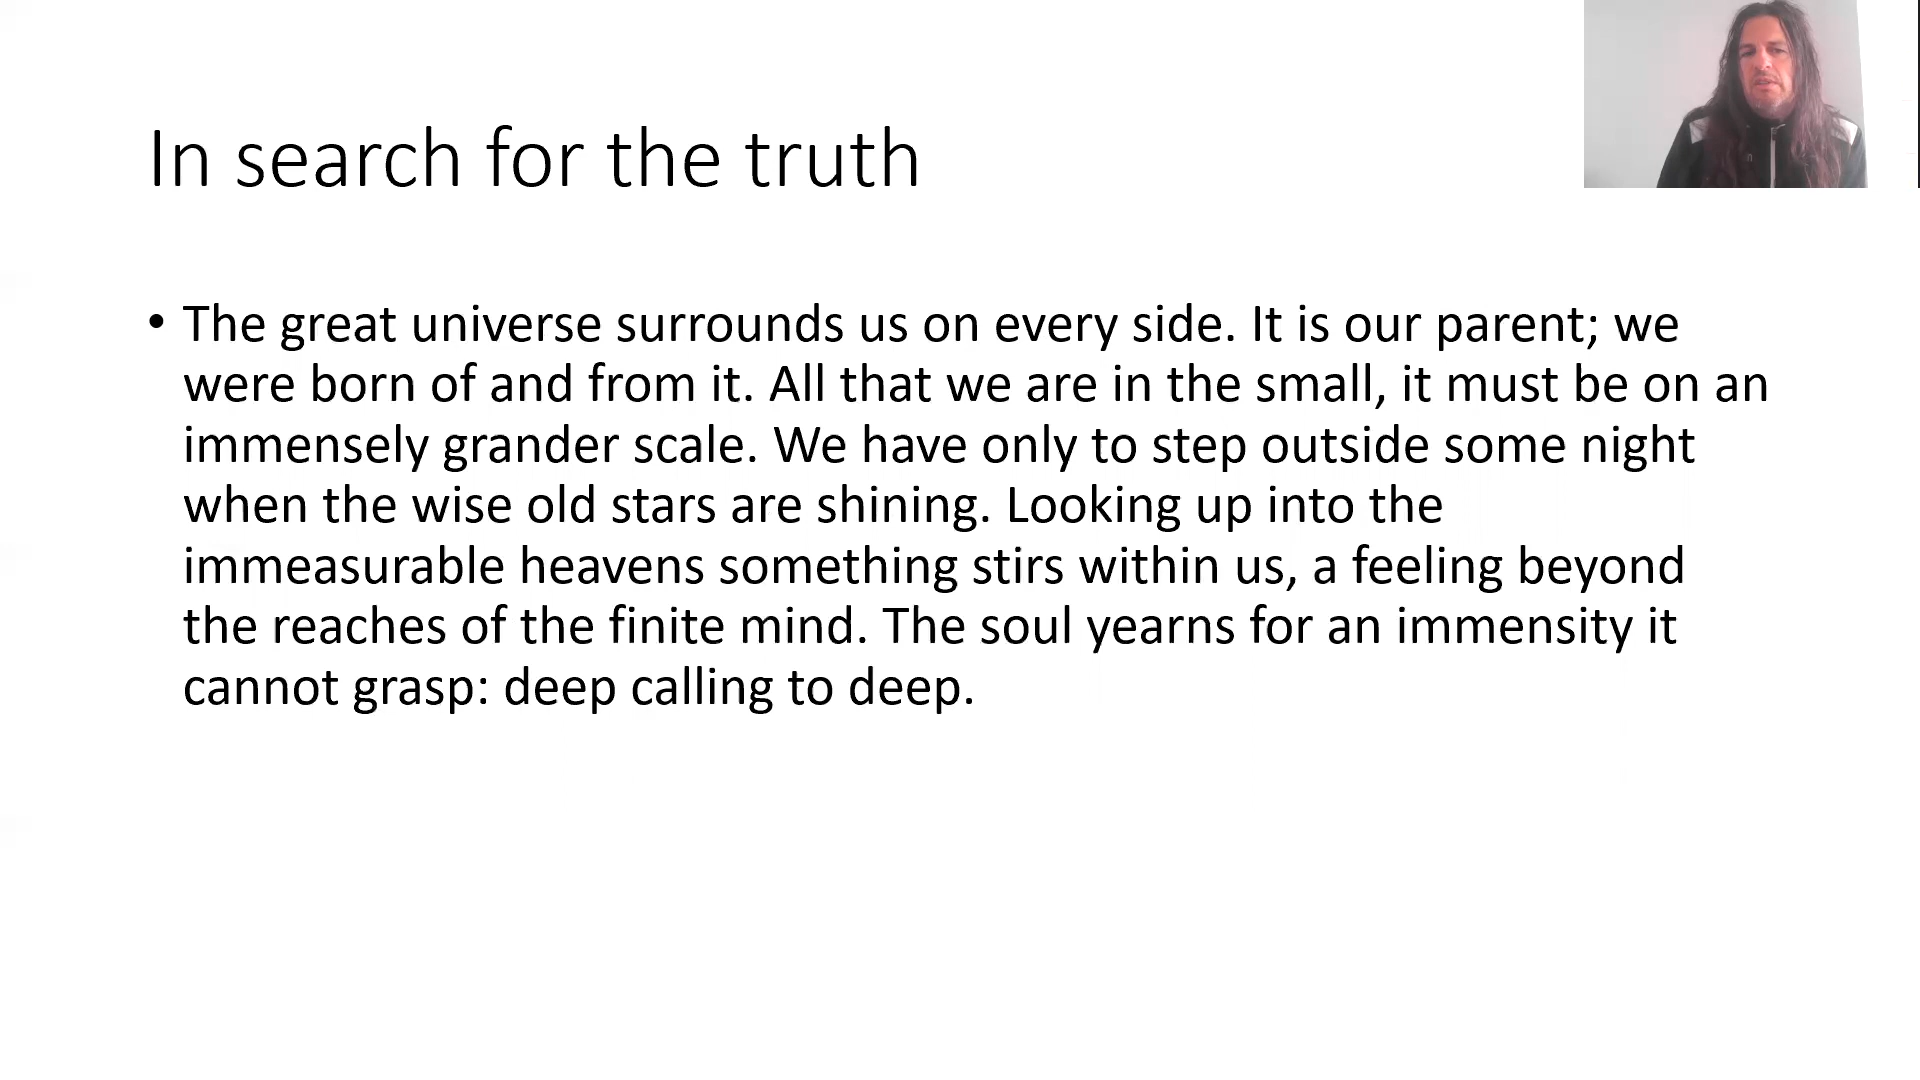 In search for the truth
• The great universe surrounds us on every side. It is our parent; we
were born of and from it. All that we are in the small, it must be on an
immensely grander scale. We have only to step outside some night
when the wise old stars are shining. Looking up into the
immeasurable heavens something stirs within us, a feeling beyond
the reaches of the finite mind. The soul yearns for an immensity it
cannot grasp: deep calling to deep.